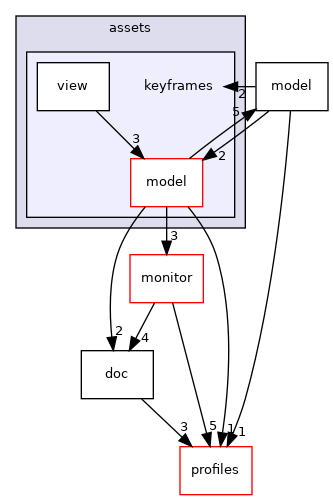 assets
view
keyframes
model
2
5
3
2
model
3
monitor
2
4
doc
3
5
1
1
profiles